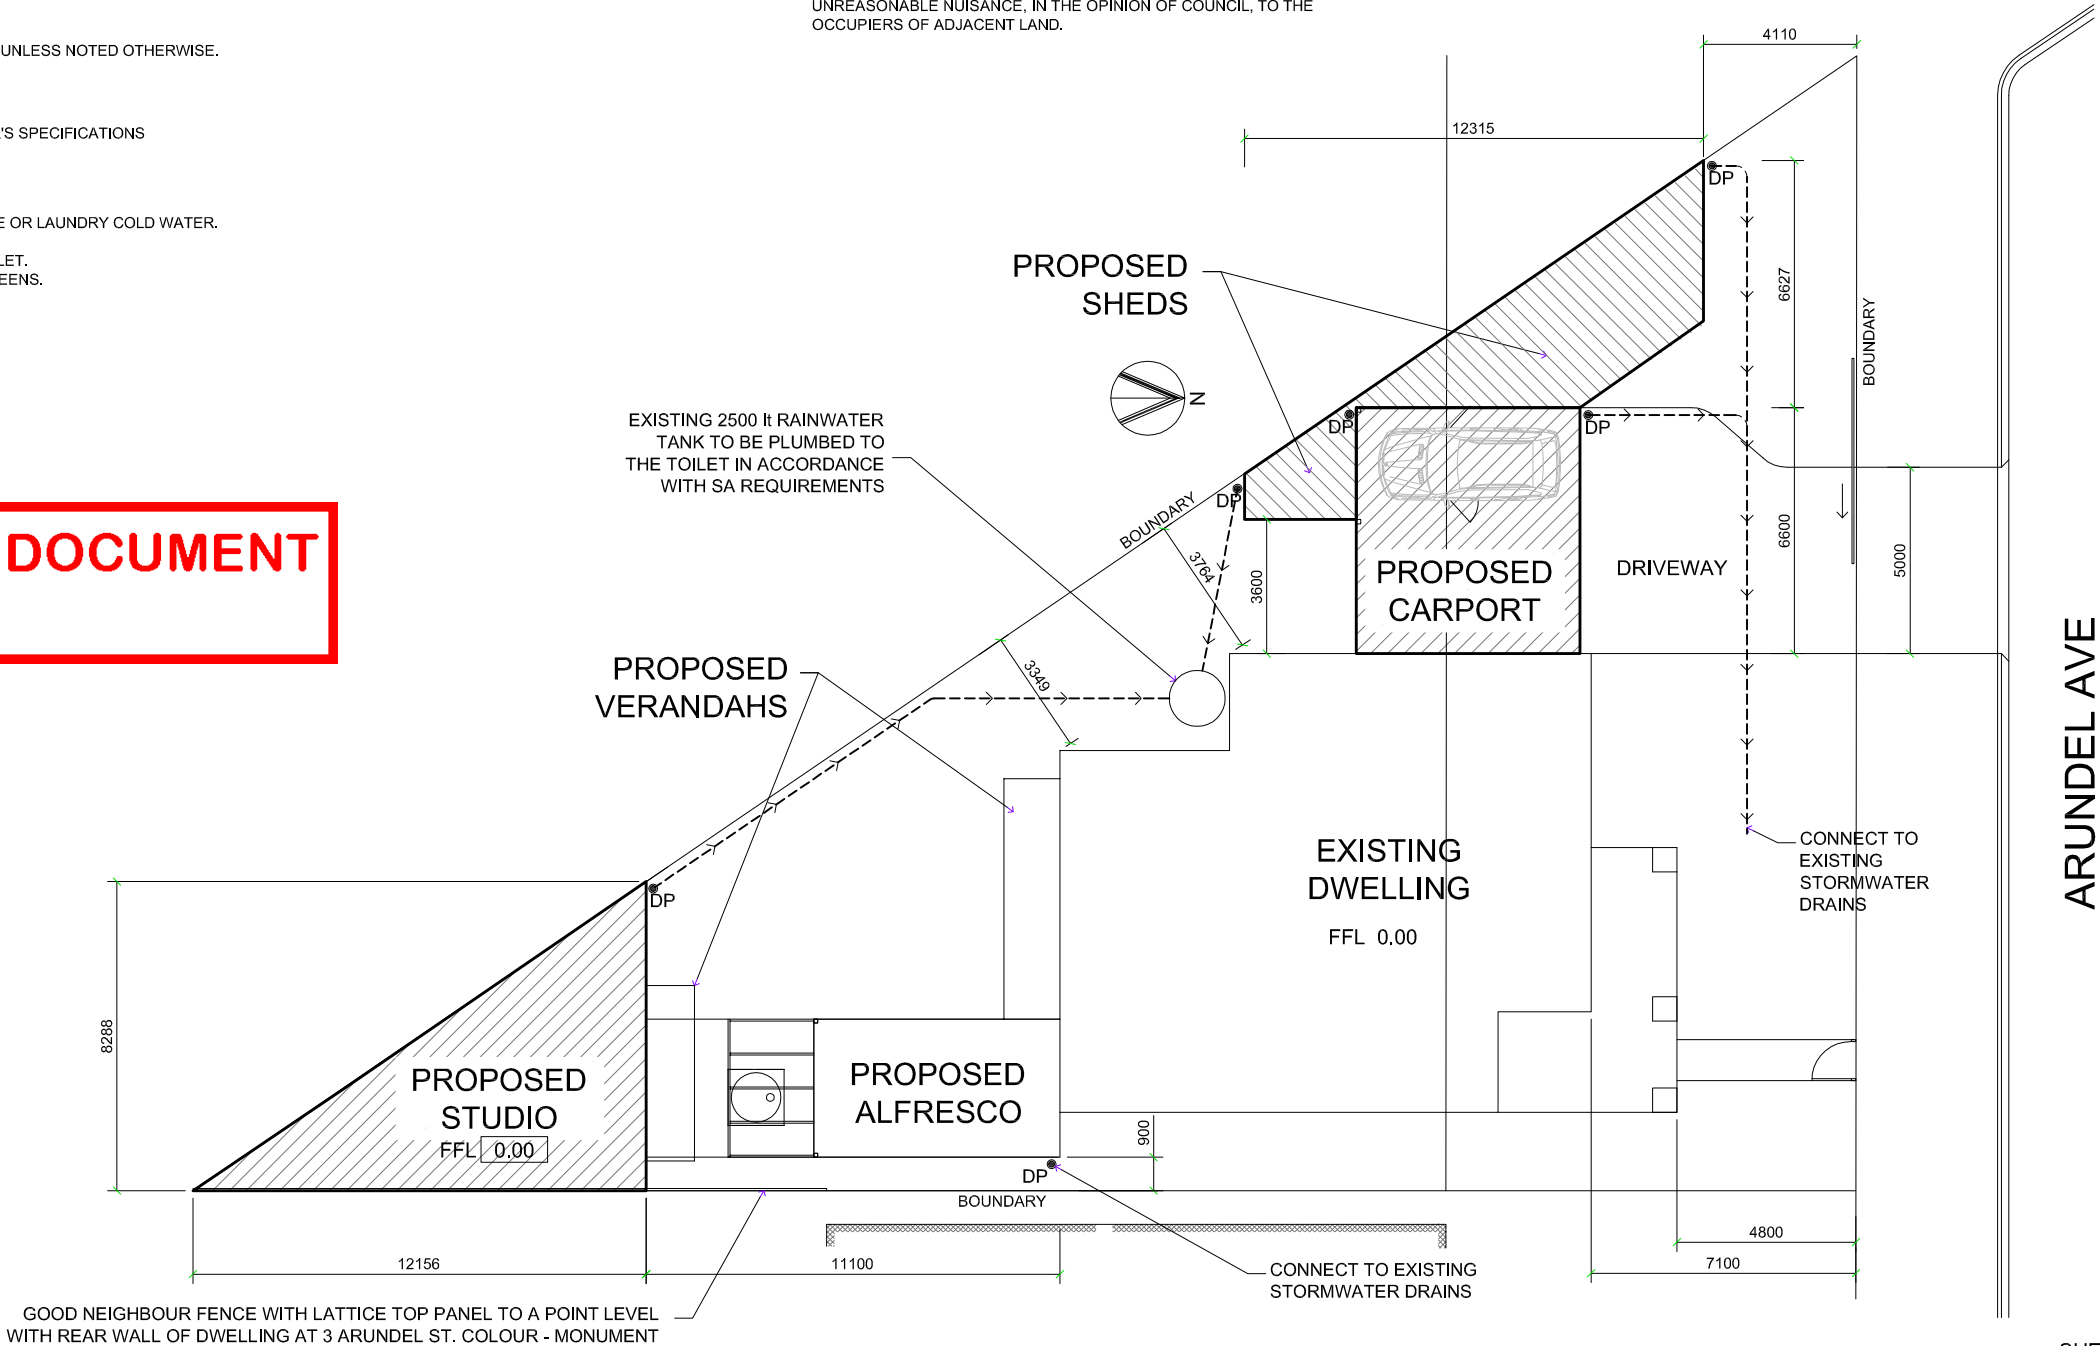 UNREASONABLE NUISANCE, IN THE OPINION OF COUNCIL, TO THE
OCCUPIERS OF ADJACENT LAND.
UNLESS NOTED OTHERWISE.
'S SPECIFICATIONS
E OR LAUNDRY COLD WATER.
LET.
EENS.
DOCUMENT
4110
12315
DP
PROPOSED
SHEDS
6627
BOUNDARY
N
EXISTING 2500 lt RAINWATER
TANK TO BE PLUMBED TO
THE TOILET IN ACCORDANCE
WITH SA REQUIREMENTS
DP
DP
DP
BOUNDARY
3764
3600
PROPOSED
CARPORT
DRIVEWAY
6600
5000
PROPOSED
VERANDAHS
3349
ARUNDEL AVE
EXISTING
DWELLING
FFL 0.00
CONNECT TO
EXISTING
STORMWATER
DRAINS
DP
8288
PROPOSED
STUDIO
FFL 0.00
PROPOSED
ALFRESCO
900
DP
BOUNDARY
12156
11100
4800
7100
CONNECT TO EXISTING
STORMWATER DRAINS
GOOD NEIGHBOUR FENCE WITH LATTICE TOP PANEL TO A POINT LEVEL
WITH REAR WALL OF DWELLING AT 3 ARUNDEL ST. COLOUR - MONUMENT